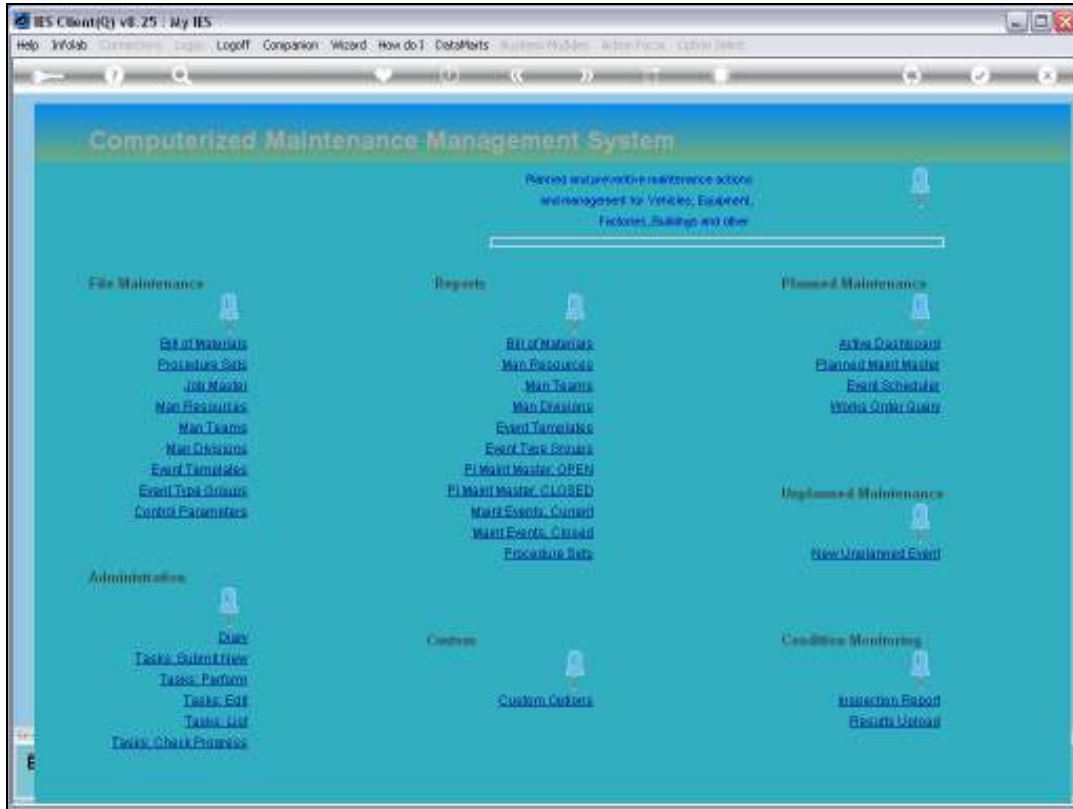 IES Client(Q) v8.25 : My IES
Help Infolab Logoff Companion Wizard How do I DataMarts
Computerized Maintenance Management System
Planned and preventive maintenance actions
and management for Vehicles, Equipment,
Factories, Buildings and other
File Maintenance
Bill of Materials
Procedure Sets
Job Master
Man Resources
Man Teams
Man Divisions
Event Templates
Event Type Groups
Control Parameters
Administration
Diary
Tasks: Submit New
Tasks: Perform
Tasks: Edit
Tasks: List
Tasks: Check Progress
Reports
Bill of Materials
Man Resources
Man Teams
Man Divisions
Event Templates
Event Type Groups
Pl Maint Master: OPEN
Pl Maint Master: CLOSED
Maint Events: Current
Maint Events: Closed
Procedure Sets
Custom
Custom Options
Planned Maintenance
Active Dashboard
Planned Maint Master
Event Scheduler
Works Order Query
Unplanned Maintenance
New Unplanned Event
Condition Monitoring
Inspection Report
Results Upload